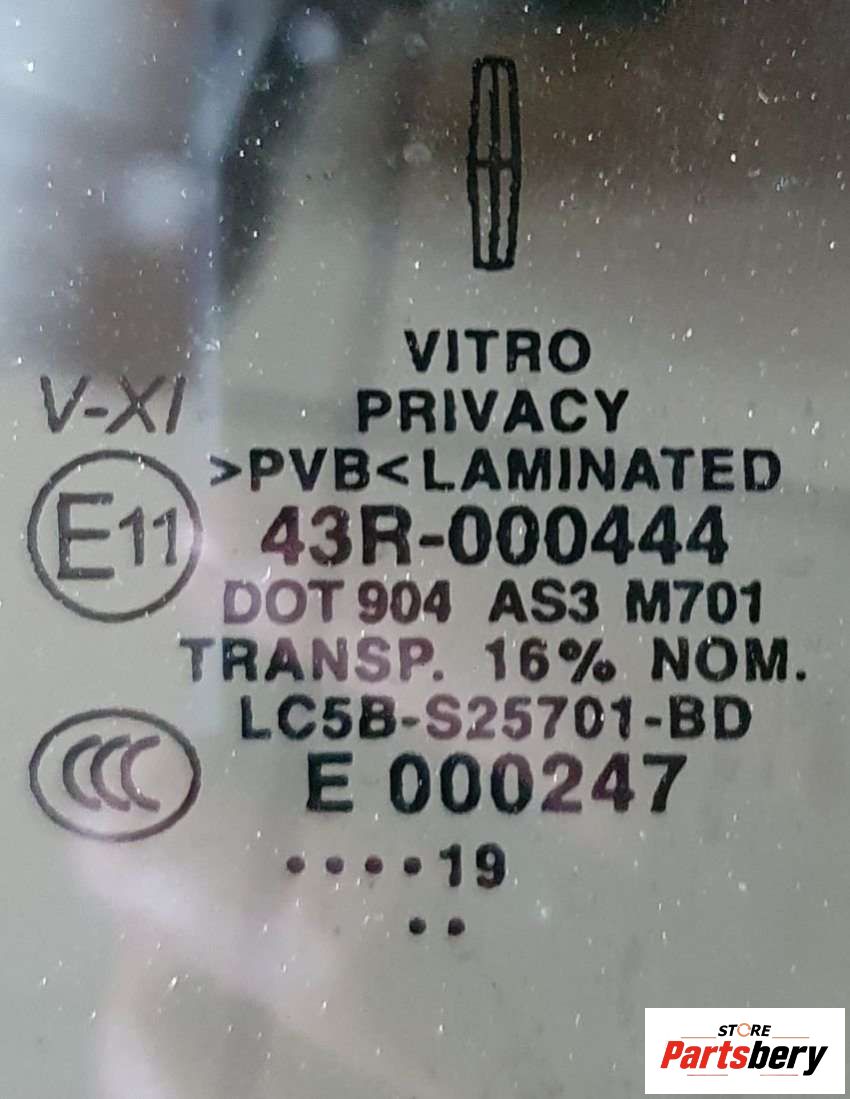 VITRO
V-XI
PRIVACY
>PVB<LAMINATED
E11
43R-000444
DOT 904 AS3 M701
TRANSP. 16% NOM.
LC5B-S25701-BD
CCC
E 000247
....19
..
STORE
Partsbery